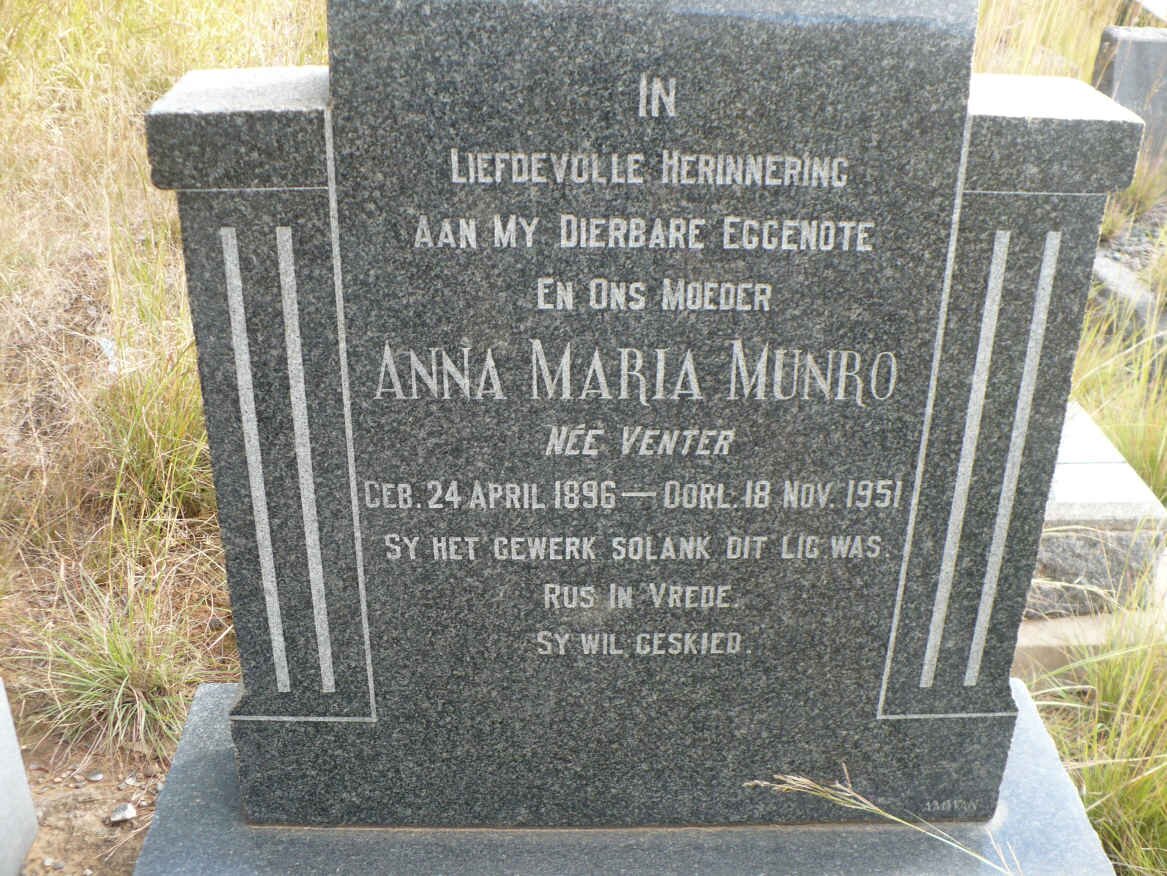 IN
LIEFDEVOLLE HERINNERING
AAN MY DIERBARE EGGENOTE
EN ONS MOEDER
ANNA MARIA MUNRO
NÉE VENTER
GEB. 24 APRIL 1896 — OORL. 18 NOV. 1951
SY HET GEWERK SOLANK DIT LIG WAS.
RUS IN VREDE.
SY WIL GESKIED.